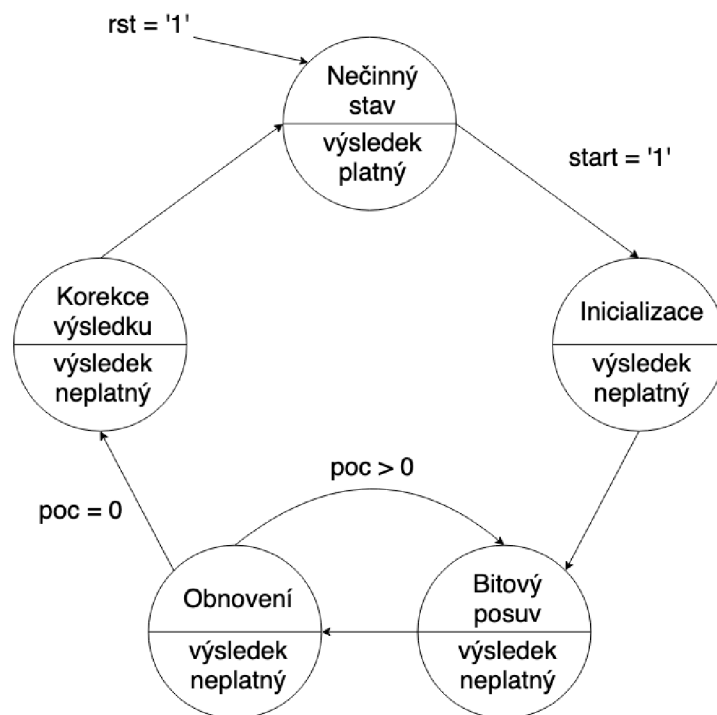 rst = '1'
Nečinný
stav
výsledek
platný
start = '1'
Korekce
výsledku
výsledek
neplatný
Inicializace
výsledek
neplatný
poc > 0
poc = 0
Obnovení
výsledek
neplatný
Bitový
posuv
výsledek
neplatný